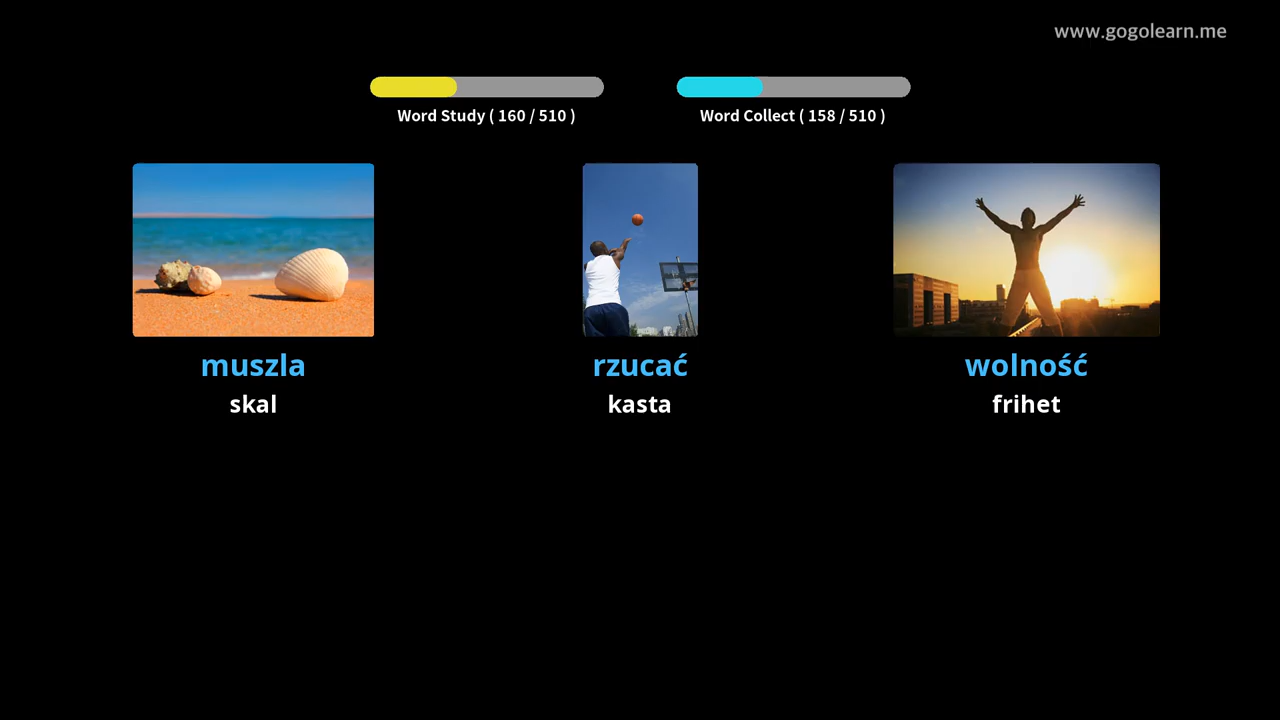 www.gogolearn.me
Word Study ( 160 / 510 )
Word Collect ( 158 / 510 )
muszla
rzucać
wolność
skal
kasta
frihet